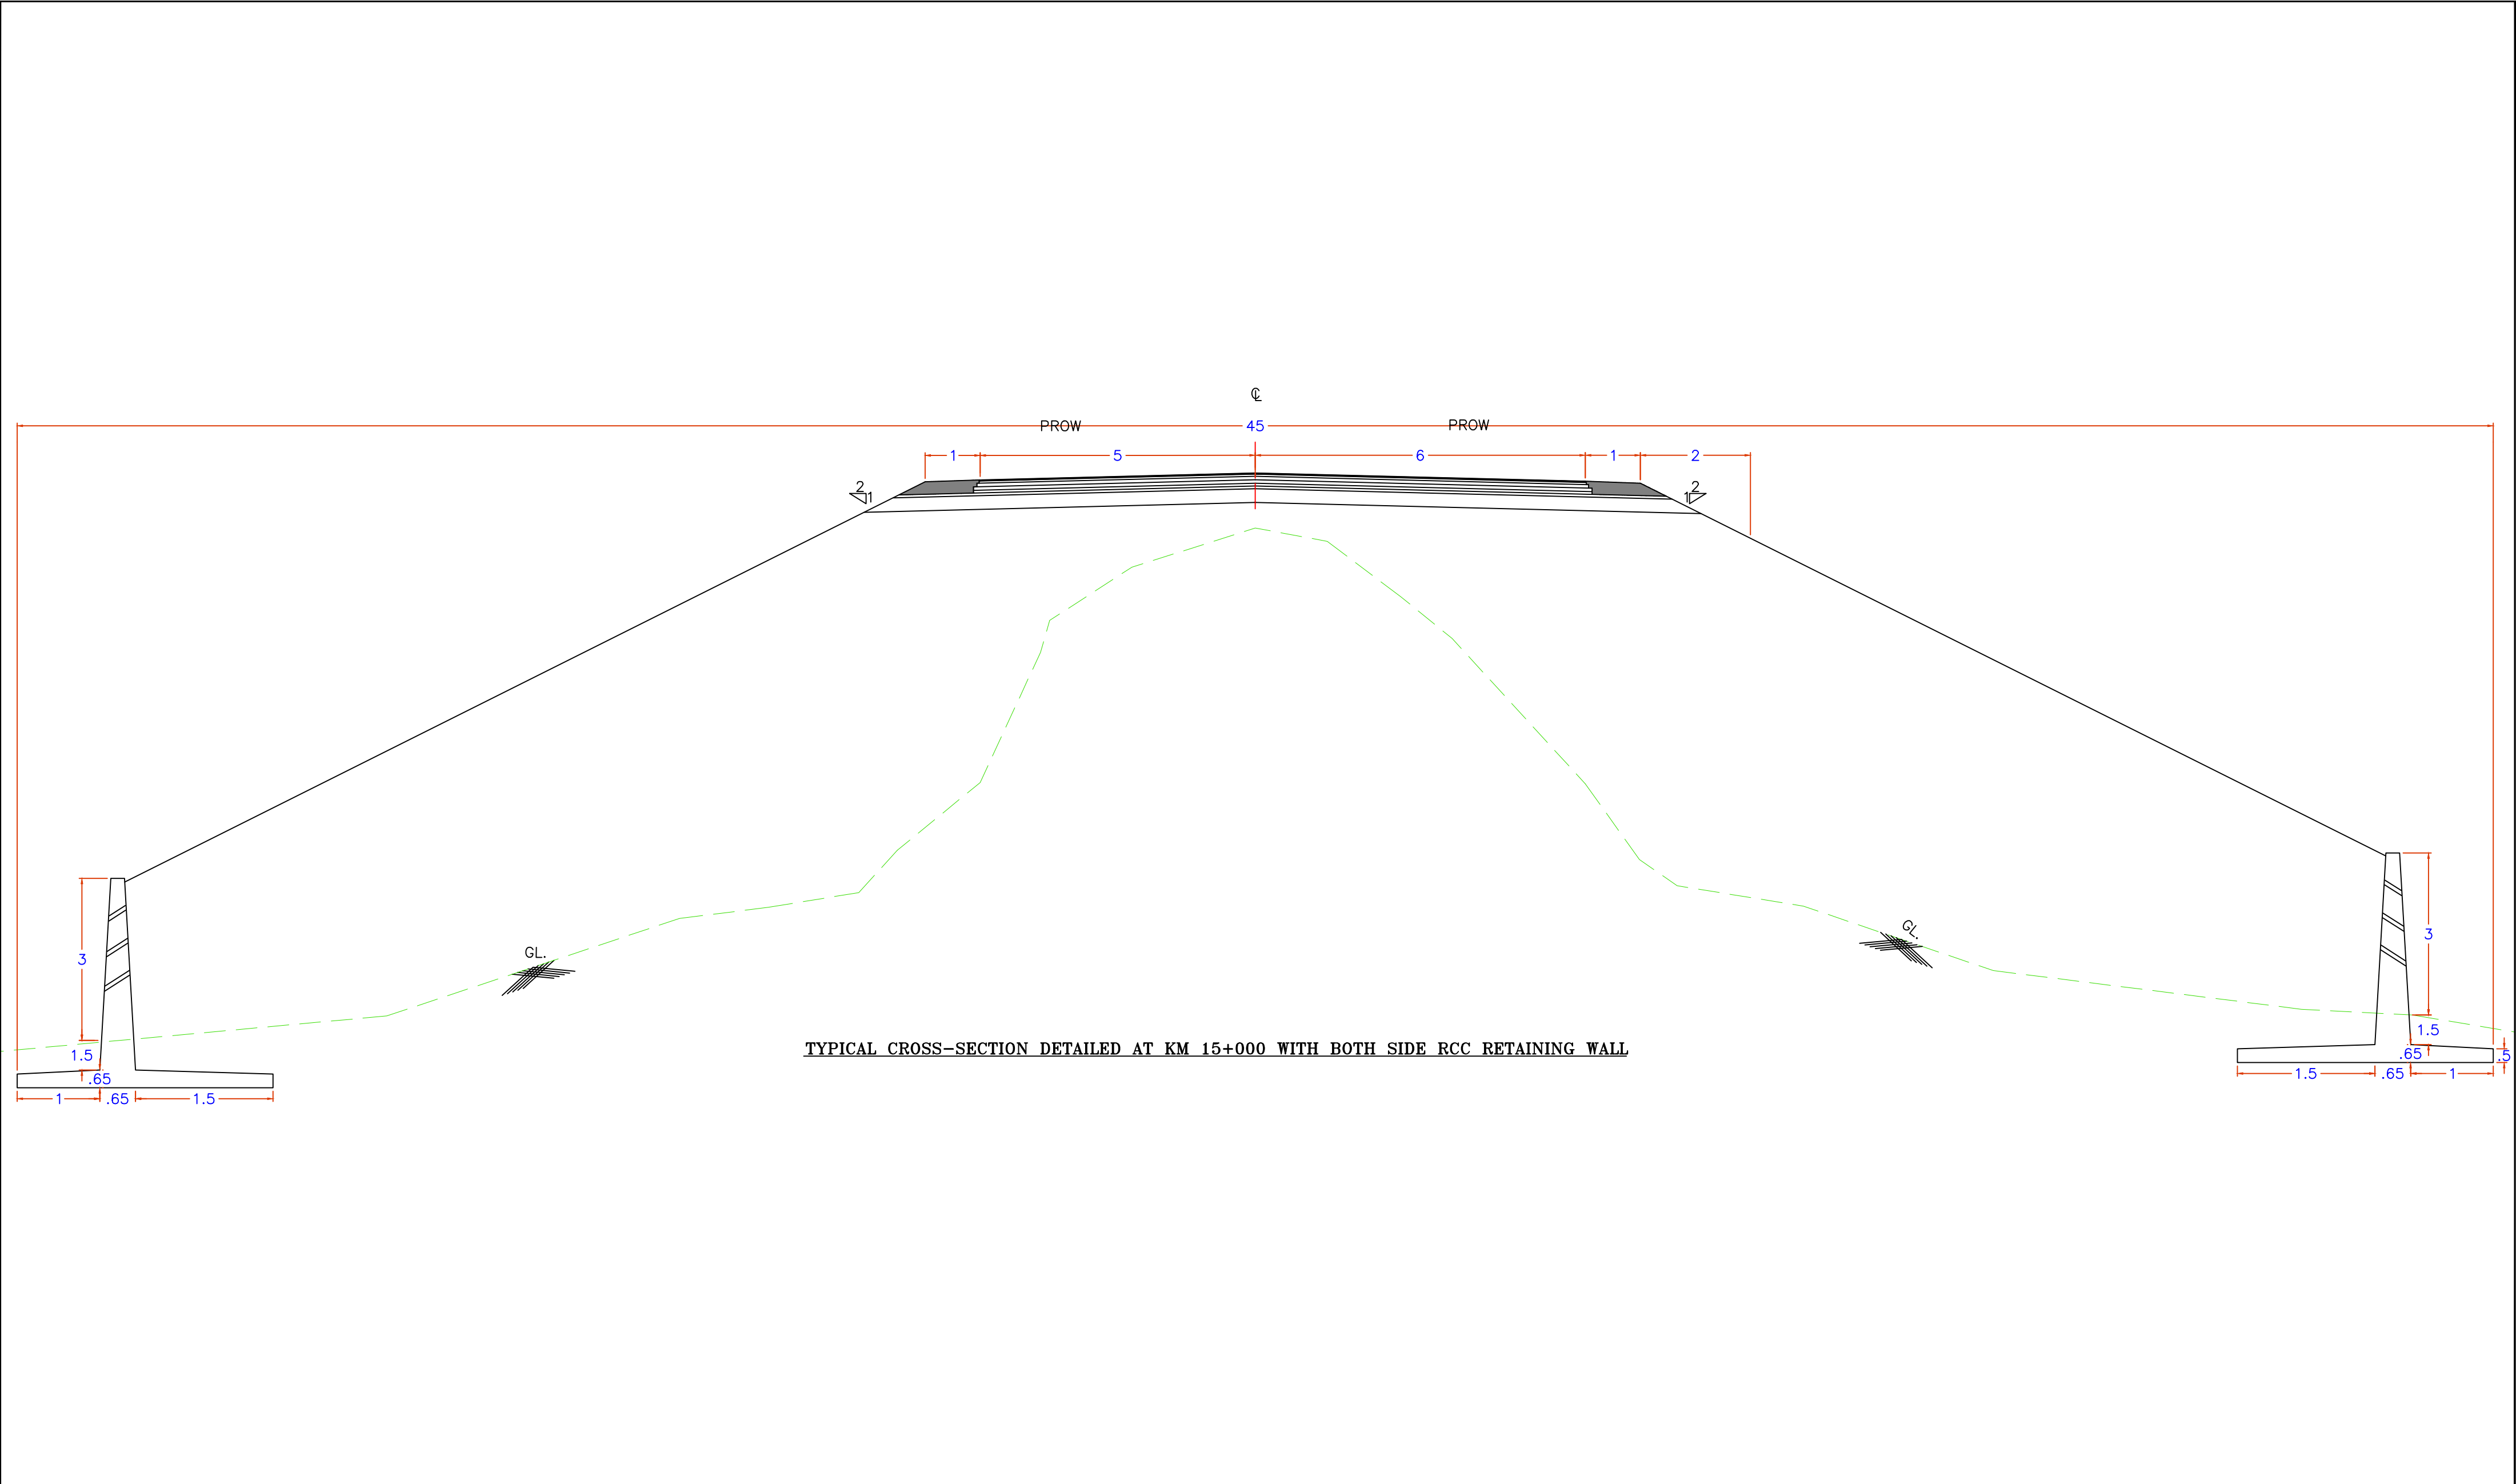 ℄
PROW 45 PROW
1 5 6 1 2
2 1
1 2
3
3
GL.
GL.
1.5
1.5
.65
.65
.5
TYPICAL CROSS-SECTION DETAILED AT KM 15+000 WITH BOTH SIDE RCC RETAINING WALL
1 .65 1.5
1.5 .65 1